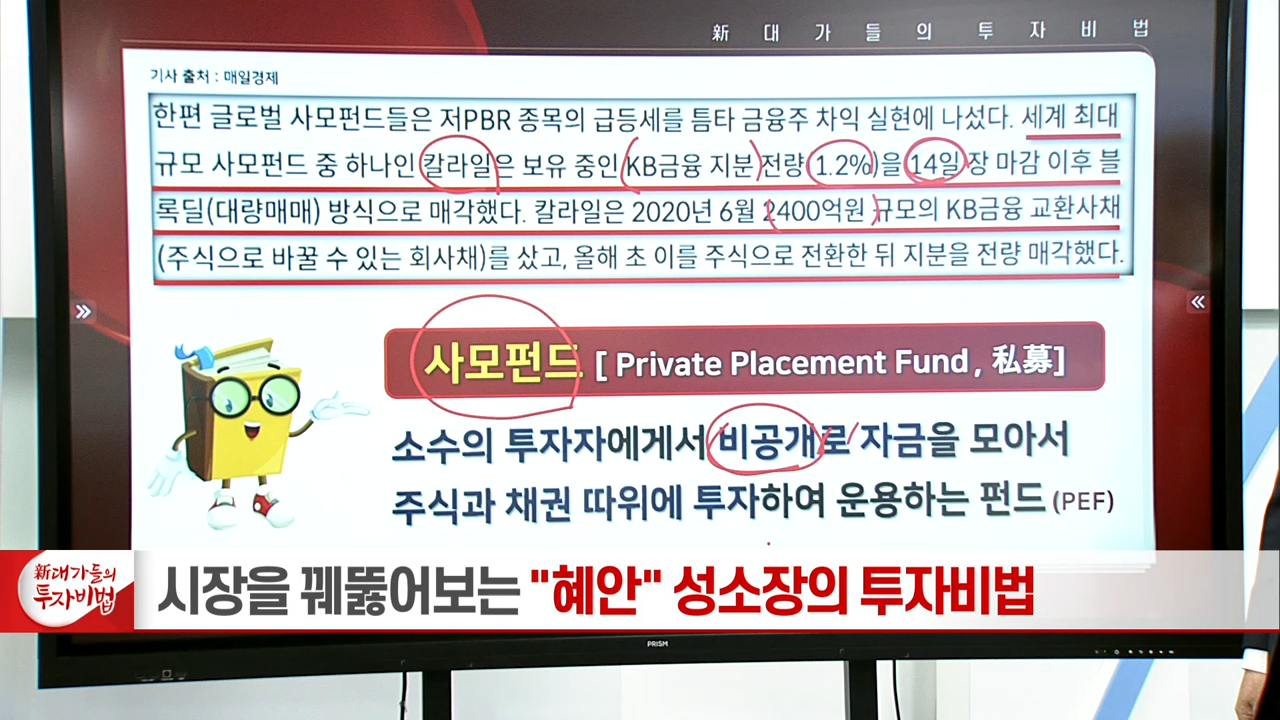 新 대 가 들 의 투 자 비 법
기사 출처 : 매일경제
한편 글로벌 사모펀드들은 저PBR 종목의 급등세를 틈타 금융주 차익 실현에 나섰다. 세계 최대
규모 사모펀드 중 하나인 칼라일은 보유 중인 KB금융 지분 전량 1.2%)을 14일 장 마감 이후 블
록딜(대량매매) 방식으로 매각했다. 칼라일은 2020년 6월 2400억원 규모의 KB금융 교환사채
(주식으로 바꿀 수 있는 회사채)를 샀고, 올해 초 이를 주식으로 전환한 뒤 지분을 전량 매각했다.
사모펀드 [ Private Placement Fund , 私募]
소수의 투자자에게서 비공개로 자금을 모아서
주식과 채권 따위에 투자하여 운용하는 펀드 (PEF)
新대가들의
투자비법
시장을 꿰뚫어보는 "혜안" 성소장의 투자비법
PRISM